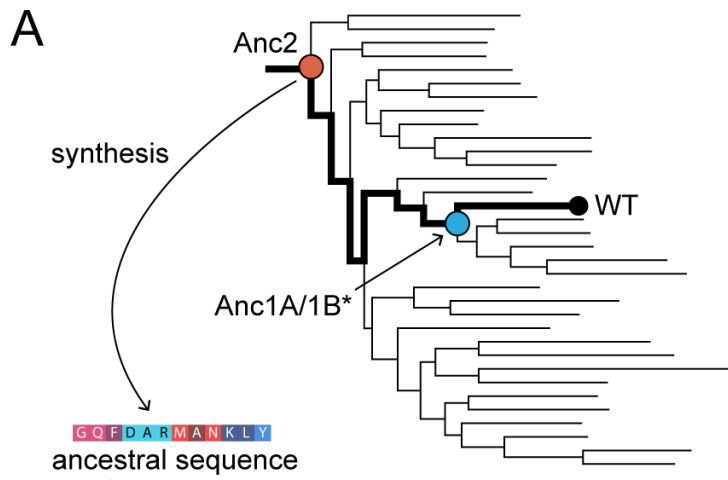 A
Anc2
synthesis
WT
Anc1A/1B*
GQFDARMANKLY
ancestral sequence